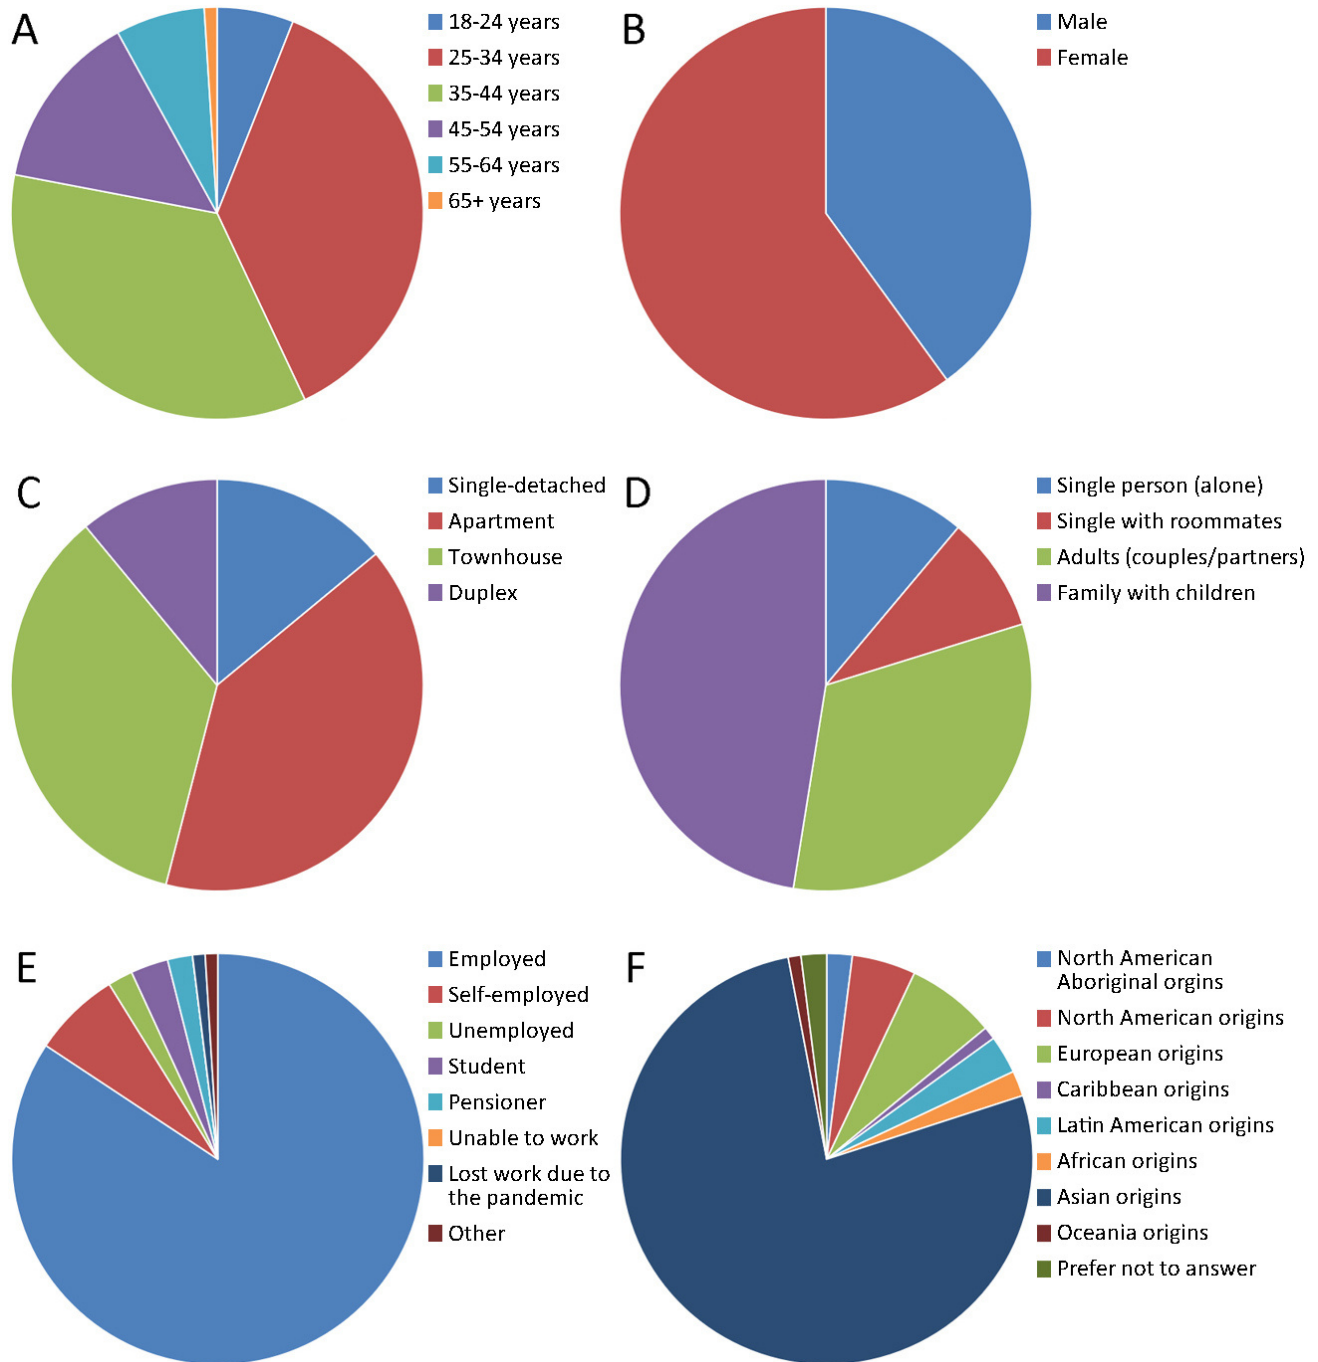 A
18-24 years
25-34 years
35-44 years
45-54 years
55-64 years
65+ years
B
Male
Female
C
Single-detached
Apartment
Townhouse
Duplex
D
Single person (alone)
Single with roommates
Adults (couples/partners)
Family with children
E
Employed
Self-employed
Unemployed
Student
Pensioner
Unable to work
Lost work due to
the pandemic
Other
F
North American
Aboriginal orgins
North American origins
European origins
Caribbean origins
Latin American origins
African origins
Asian origins
Oceania origins
Prefer not to answer